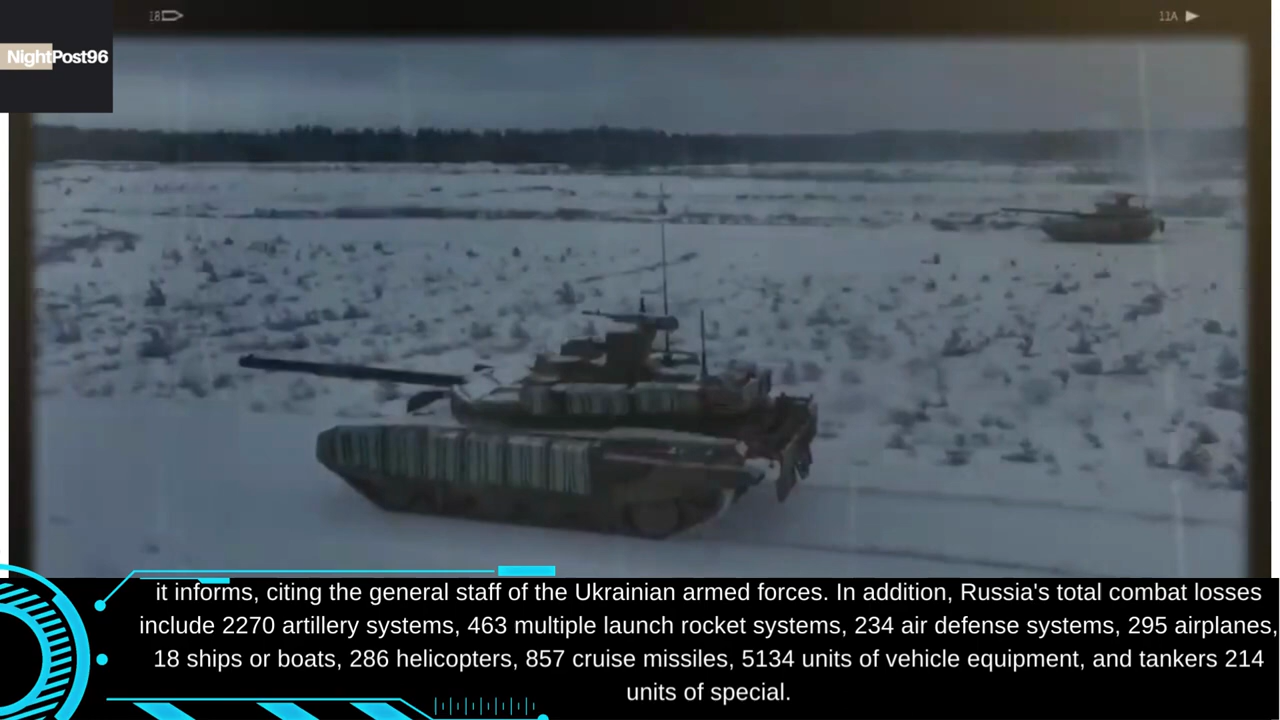 18
11A
NightPost96
it informs, citing the general staff of the Ukrainian armed forces. In addition, Russia's total combat losses
include 2270 artillery systems, 463 multiple launch rocket systems, 234 air defense systems, 295 airplanes,
18 ships or boats, 286 helicopters, 857 cruise missiles, 5134 units of vehicle equipment, and tankers 214
units of special.